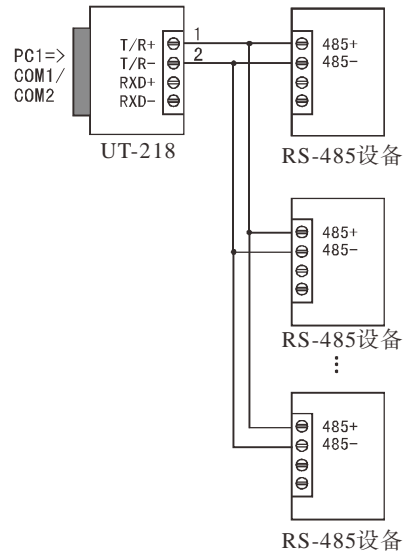 PC1=>
COM1/
COM2
T/R+
T/R-
RXD+
RXD-
1
2
UT-218
485+
485-
RS-485设备
485+
485-
RS-485设备
485+
485-
RS-485设备